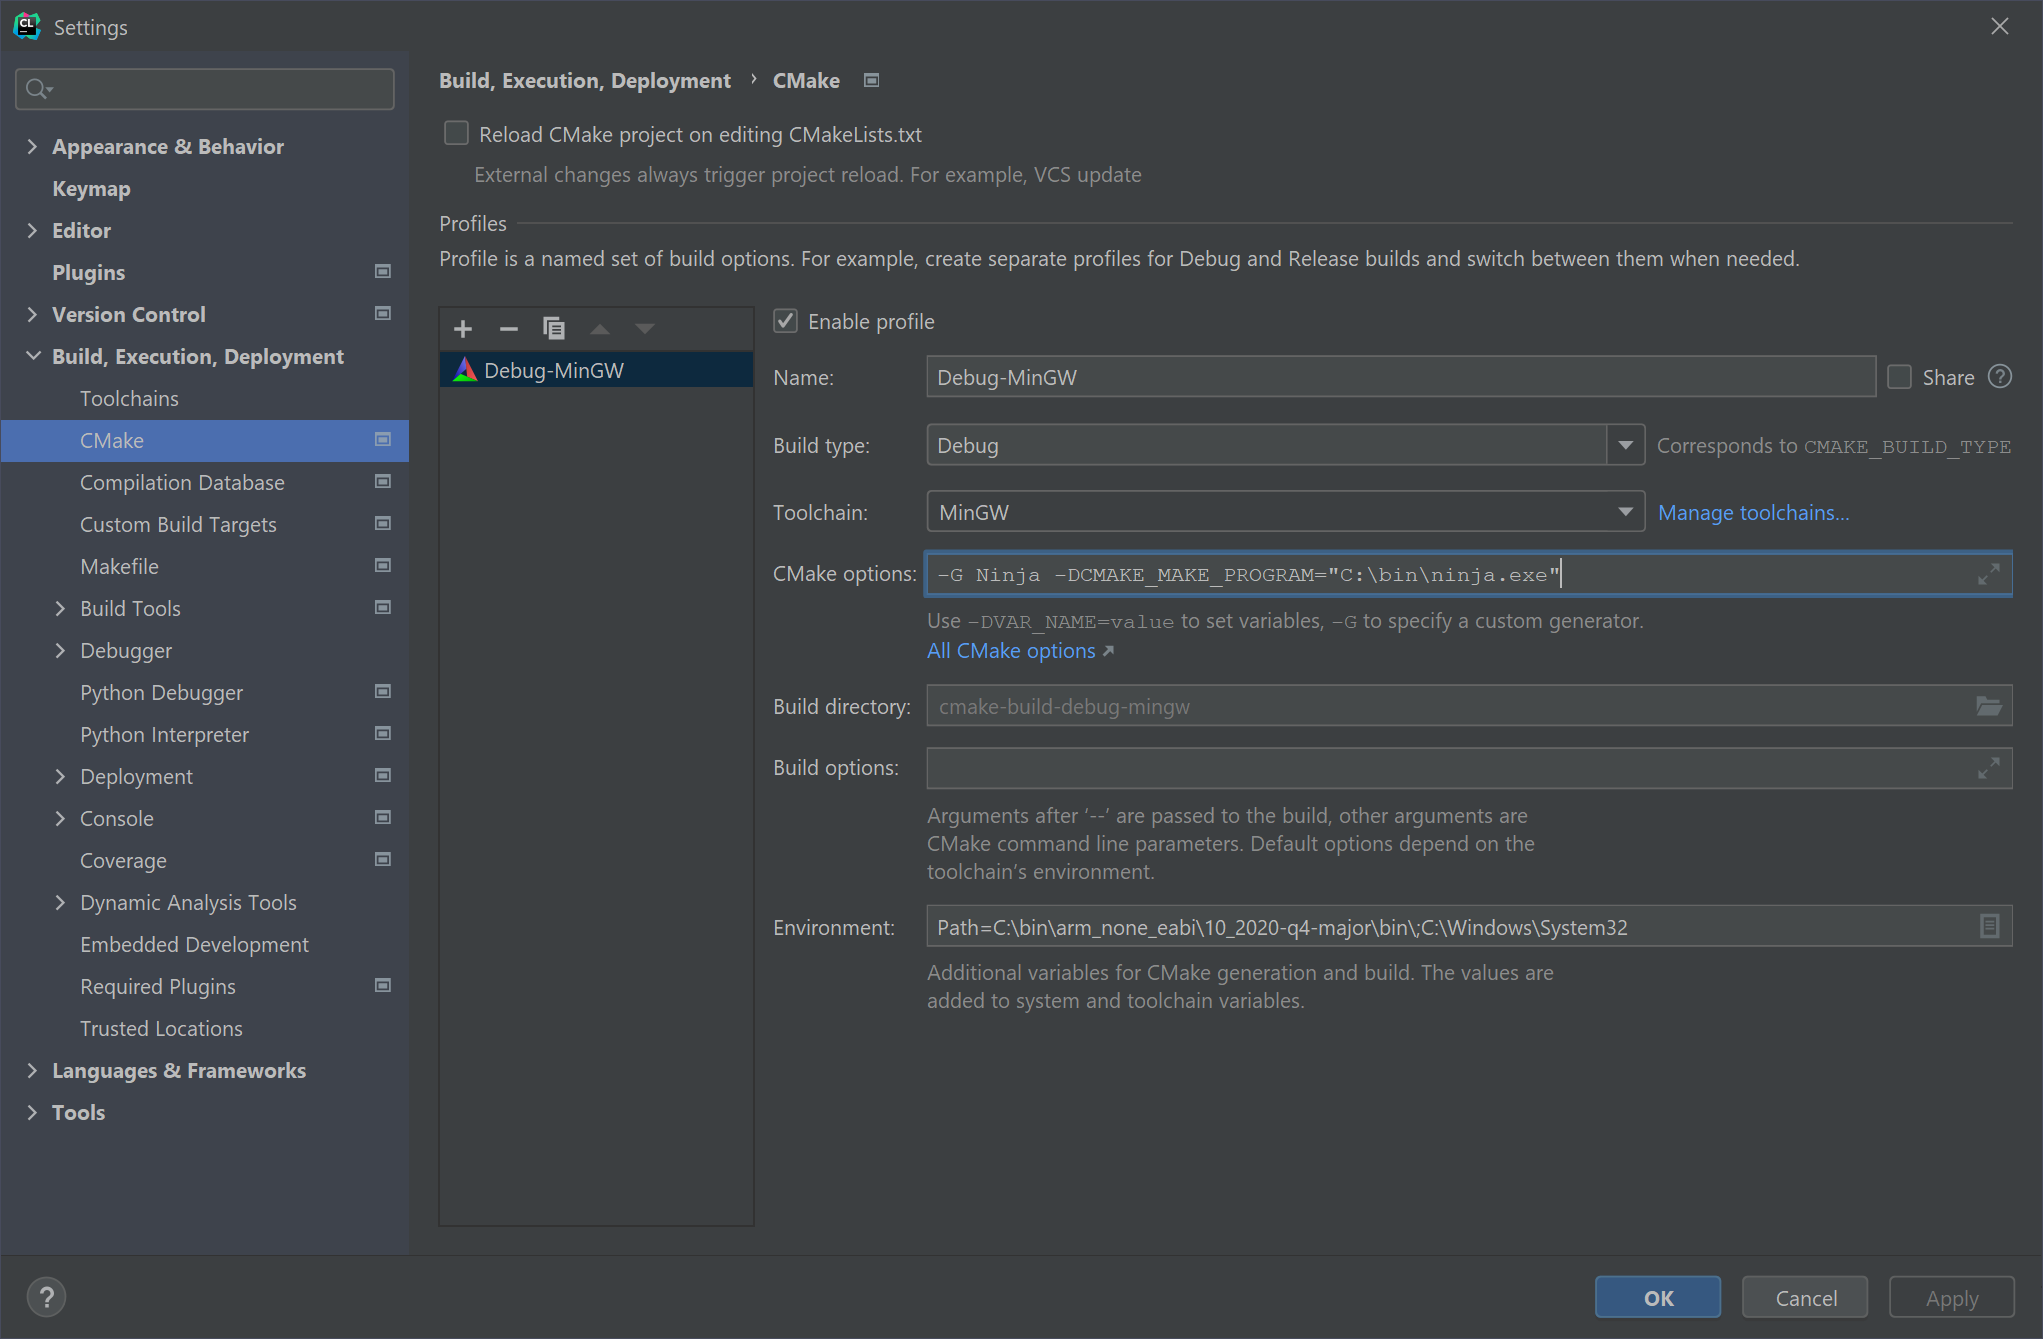 CL
Settings
Appearance & Behavior
Keymap
Editor
Plugins
Version Control
Build, Execution, Deployment
Toolchains
CMake
Compilation Database
Custom Build Targets
Makefile
Build Tools
Debugger
Python Debugger
Python Interpreter
Deployment
Console
Coverage
Dynamic Analysis Tools
Embedded Development
Required Plugins
Trusted Locations
Languages & Frameworks
Tools
Build, Execution, Deployment › CMake
Reload CMake project on editing CMakeLists.txt
External changes always trigger project reload. For example, VCS update
Profiles
Profile is a named set of build options. For example, create separate profiles for Debug and Release builds and switch between them when needed.
Debug-MinGW
Enable profile
Name: Debug-MinGW Share ?
Build type: Debug Corresponds to CMAKE_BUILD_TYPE
Toolchain: MinGW Manage toolchains...
CMake options: -G Ninja -DCMAKE_MAKE_PROGRAM="C:\bin\ninja.exe"
Use -DVAR_NAME=value to set variables, -G to specify a custom generator.
All CMake options ↗
Build directory: cmake-build-debug-mingw
Build options:
Arguments after ‘--’ are passed to the build, other arguments are
CMake command line parameters. Default options depend on the
toolchain’s environment.
Environment: Path=C:\bin\arm_none_eabi\10_2020-q4-major\bin\;C:\Windows\System32
Additional variables for CMake generation and build. The values are
added to system and toolchain variables.
? OK Cancel Apply